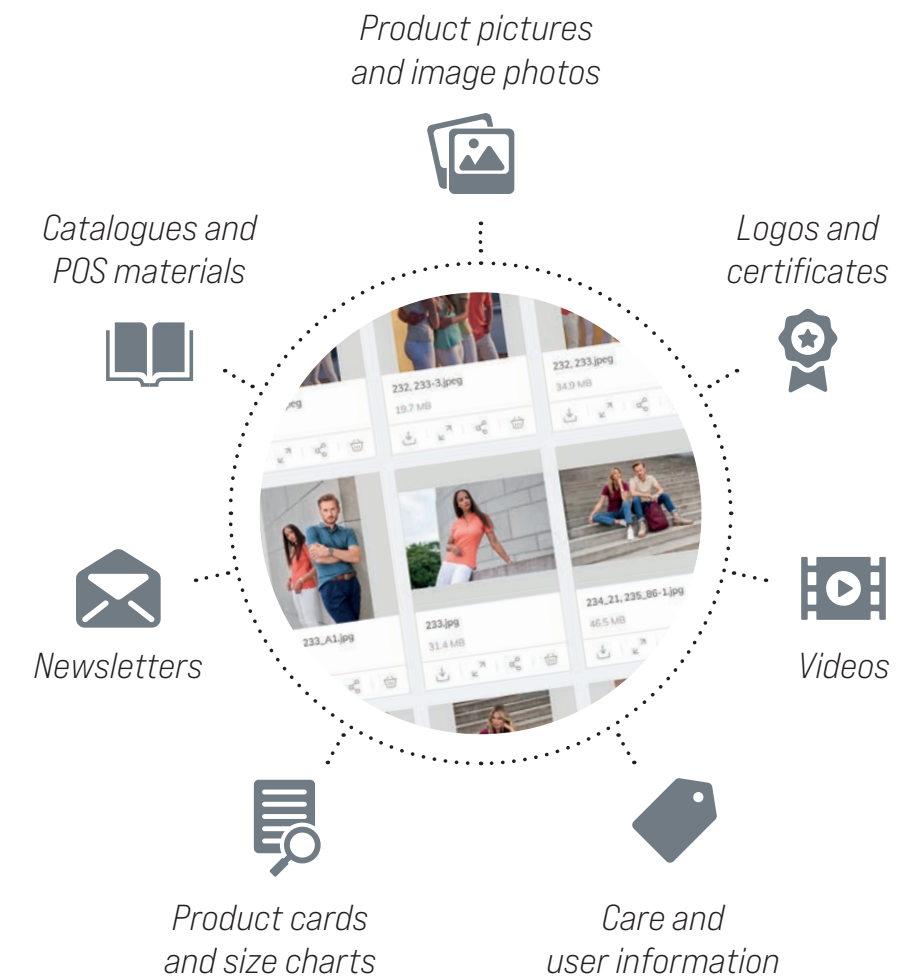 Product pictures
and image photos
Catalogues and
POS materials
Logos and
certificates
232, 233-3.jpeg
19.7 MB
232, 233.jpeg
34.9 MB
233_A1.jpg
233.jpg
31.4 MB
234_21, 235_86-1.jpg
46.5 MB
Newsletters
Videos
Product cards
and size charts
Care and
user information